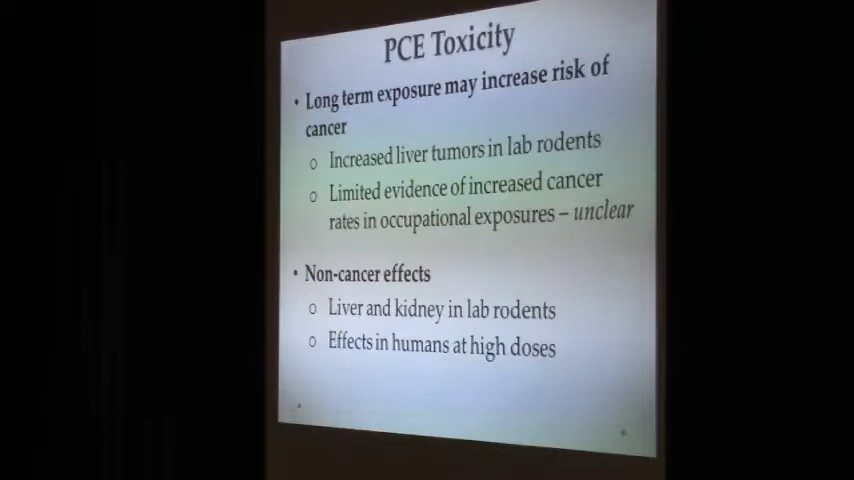 PCE Toxicity
• Long term exposure may increase risk of
cancer
o Increased liver tumors in lab rodents
o Limited evidence of increased cancer
rates in occupational exposures – unclear
• Non-cancer effects
o Liver and kidney in lab rodents
o Effects in humans at high doses